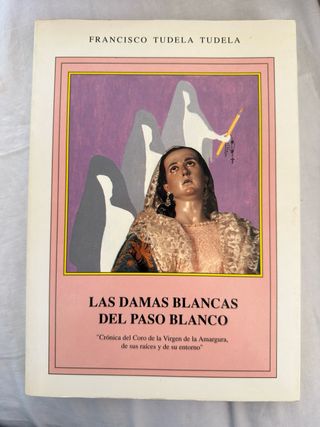 FRANCISCO TUDELA TUDELA
LAS DAMAS BLANCAS
DEL PASO BLANCO
"Crónica del Coro de la Virgen de la Amargura,
de sus raíces y de su entorno"